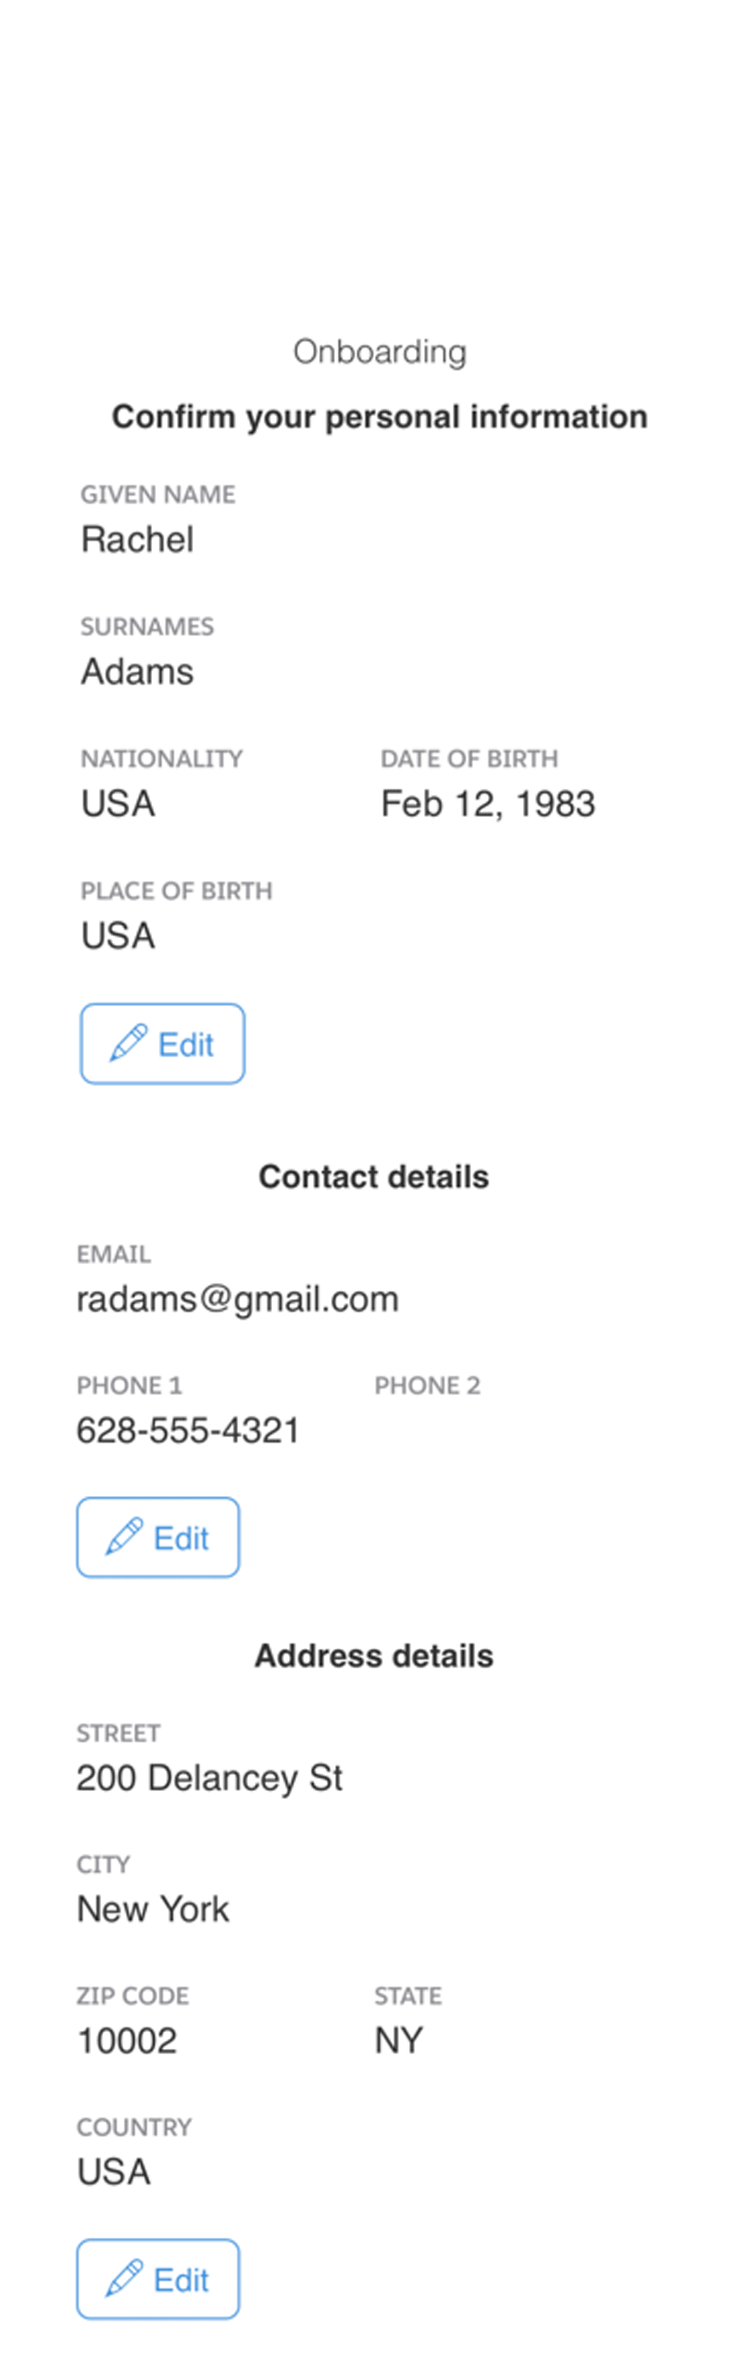 Onboarding
Confirm your personal information
GIVEN NAME
Rachel
SURNAMES
Adams
NATIONALITY DATE OF BIRTH
USA Feb 12, 1983
PLACE OF BIRTH
USA
Edit
Contact details
EMAIL
radams@gmail.com
PHONE 1 PHONE 2
628-555-4321
Edit
Address details
STREET
200 Delancey St
CITY
New York
ZIP CODE STATE
10002 NY
COUNTRY
USA
Edit